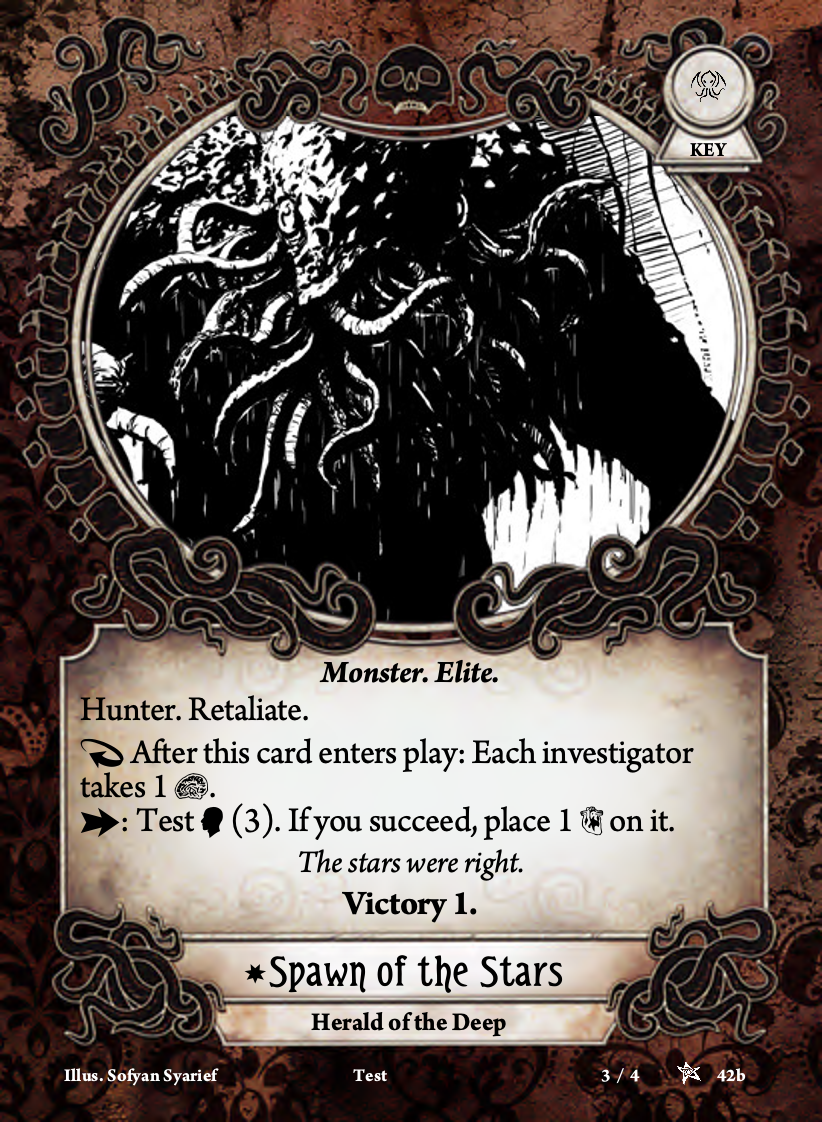 KEY
Monster. Elite.
Hunter. Retaliate.
After this card enters play: Each investigator
takes 1 .
: Test (3). If you succeed, place 1 on it.
The stars were right.
Victory 1.
Spawn of the Stars
Herald of the Deep
Illus. Sofyan Syarief Test 3 / 4 42b